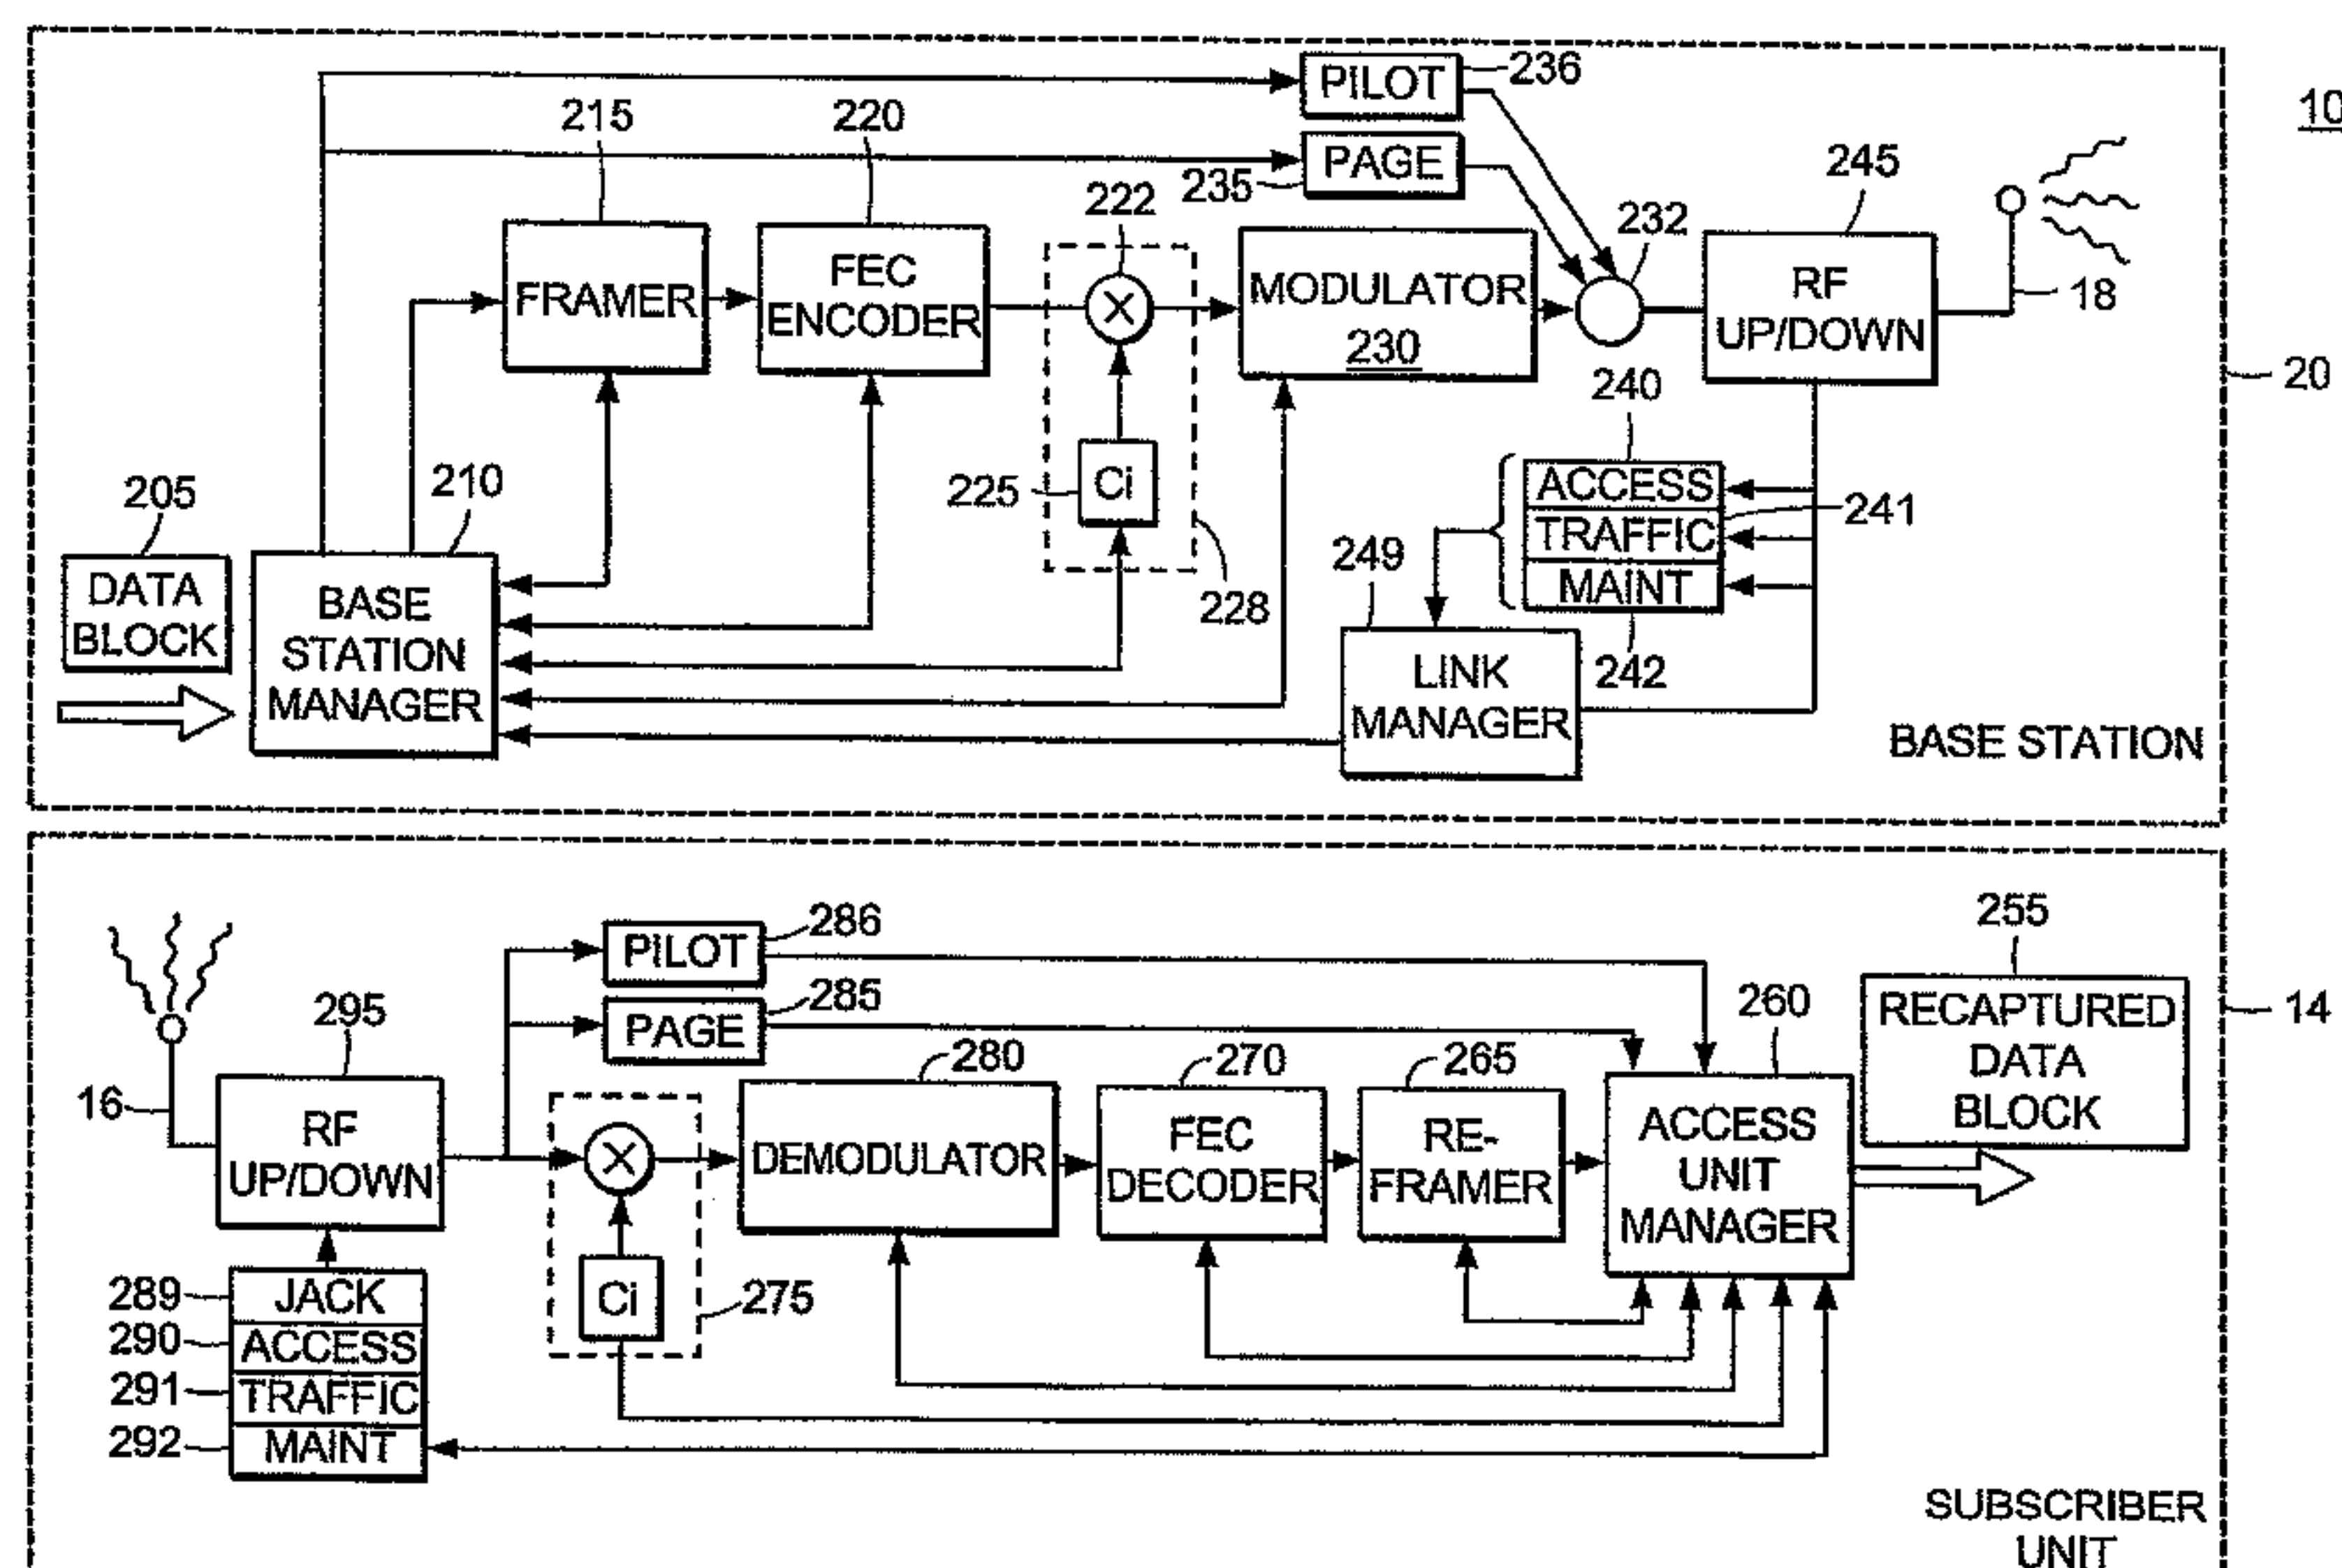 PILOT
236
10
215
220
PAGE
235
245
222
232
FRAMER
FEC
ENCODER
MODULATOR
230
RF
UP/DOWN
18
20
240
205
210
225
Ci
ACCESS
TRAFFIC
MAINT
241
249
228
242
DATA
BLOCK
BASE
STATION
MANAGER
LINK
MANAGER
BASE STATION
PILOT
286
255
PAGE
285
295
260
RECAPTURED
DATA
BLOCK
14
16
280
270
265
RF
UP/DOWN
DEMODULATOR
FEC
DECODER
RE-
FRAMER
ACCESS
UNIT
MANAGER
289
JACK
Ci
275
290
ACCESS
291
TRAFFIC
292
MAINT
SUBSCRIBER
UNIT